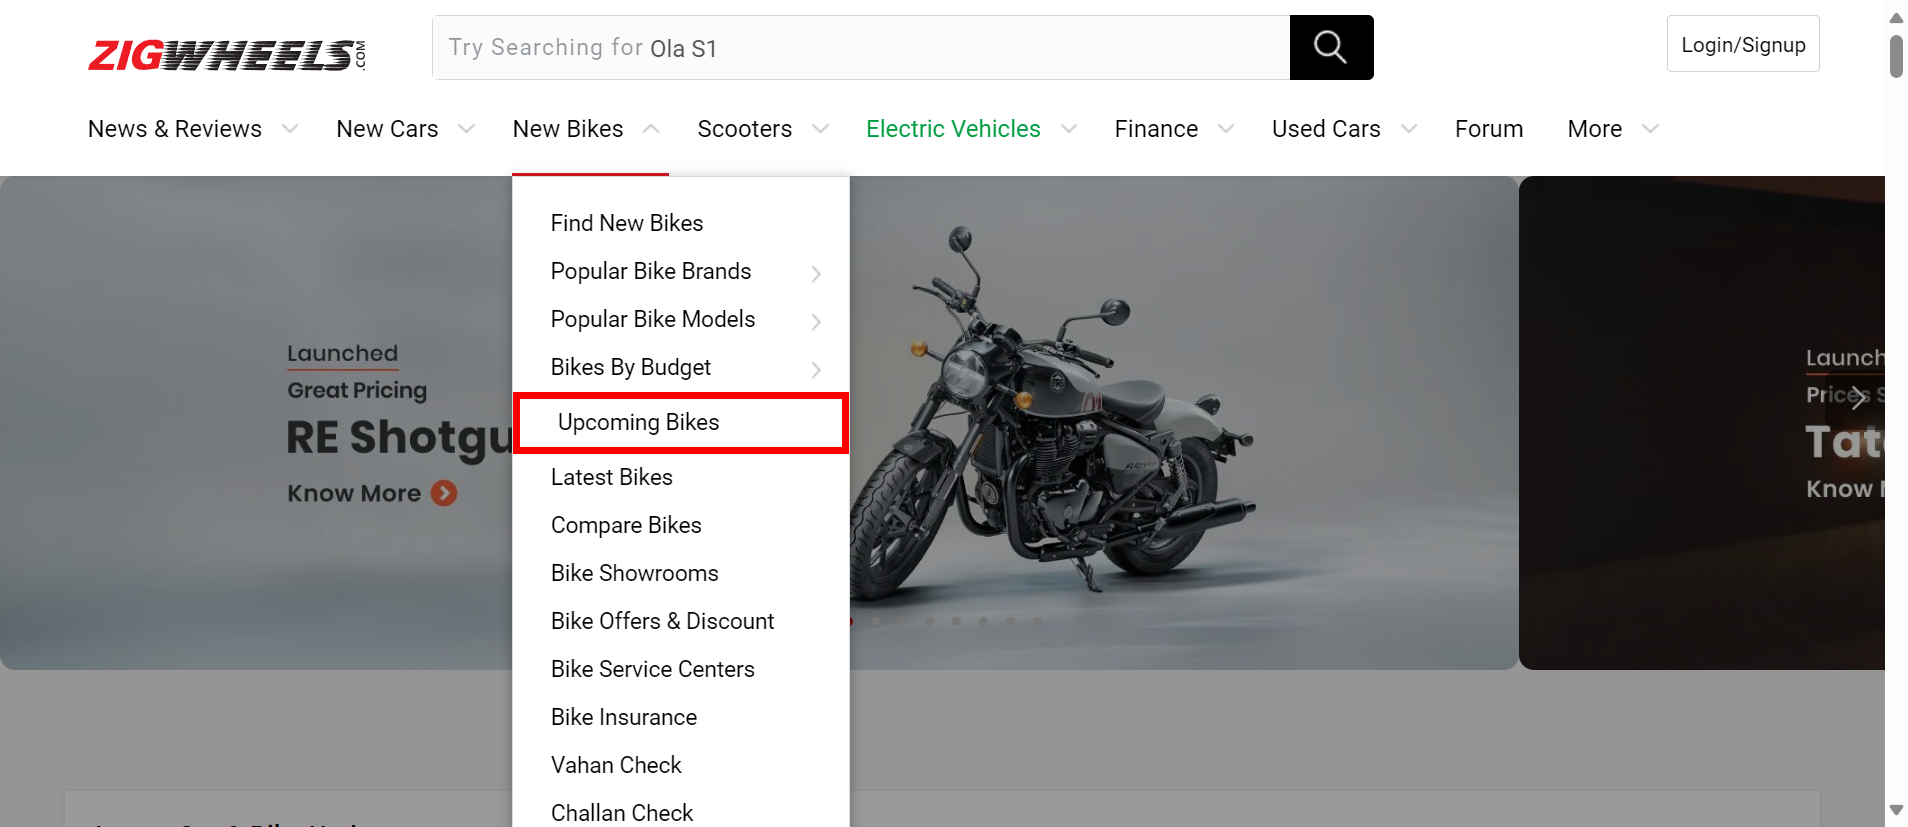 ZIGWHEELS.COM
Try Searching for Ola S1
Login/Signup
News & Reviews New Cars New Bikes Scooters Electric Vehicles Finance Used Cars Forum More
Find New Bikes
Popular Bike Brands
Popular Bike Models
Bikes By Budget
Upcoming Bikes
Latest Bikes
Compare Bikes
Bike Showrooms
Bike Offers & Discount
Bike Service Centers
Bike Insurance
Vahan Check
Challan Check
Launched
Great Pricing
RE Shotgu
Know More
Launch
Prices S
Tat
Know